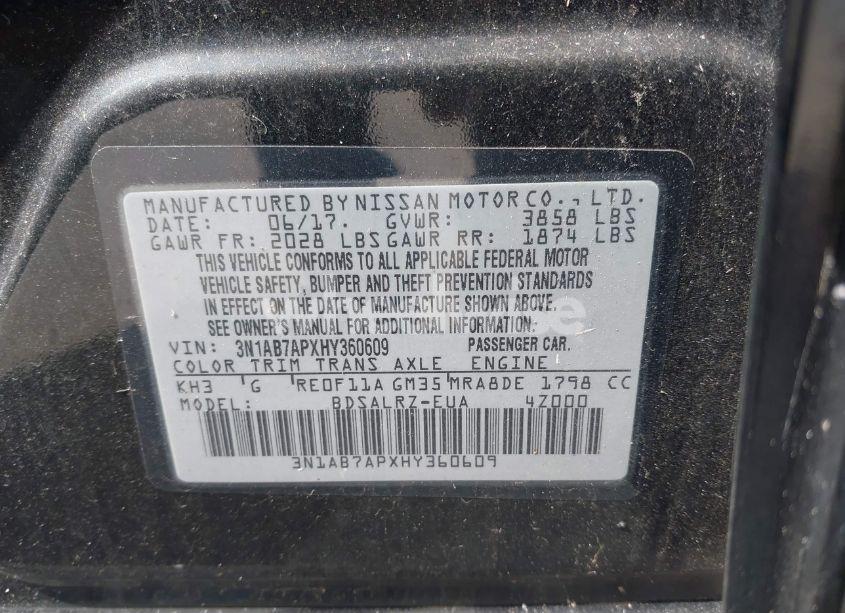 MANUFACTURED BY NISSAN MOTOR CO., LTD.
DATE: 06/17. GVWR: 3858 LBS
GAWR FR: 2028 LBS GAWR RR: 1874 LBS
THIS VEHICLE CONFORMS TO ALL APPLICABLE FEDERAL MOTOR
VEHICLE SAFETY, BUMPER AND THEFT PREVENTION STANDARDS
IN EFFECT ON THE DATE OF MANUFACTURE SHOWN ABOVE.
SEE OWNER'S MANUAL FOR ADDITIONAL INFORMATION.
VIN: 3N1AB7APXHY360609 PASSENGER CAR.
COLOR TRIM TRANS AXLE ENGINE
KH3 G RE0F11A GM35 MRA8DE 1798 CC
MODEL: BDSALRZ-EUA 4Z000
3N1AB7APXHY360609